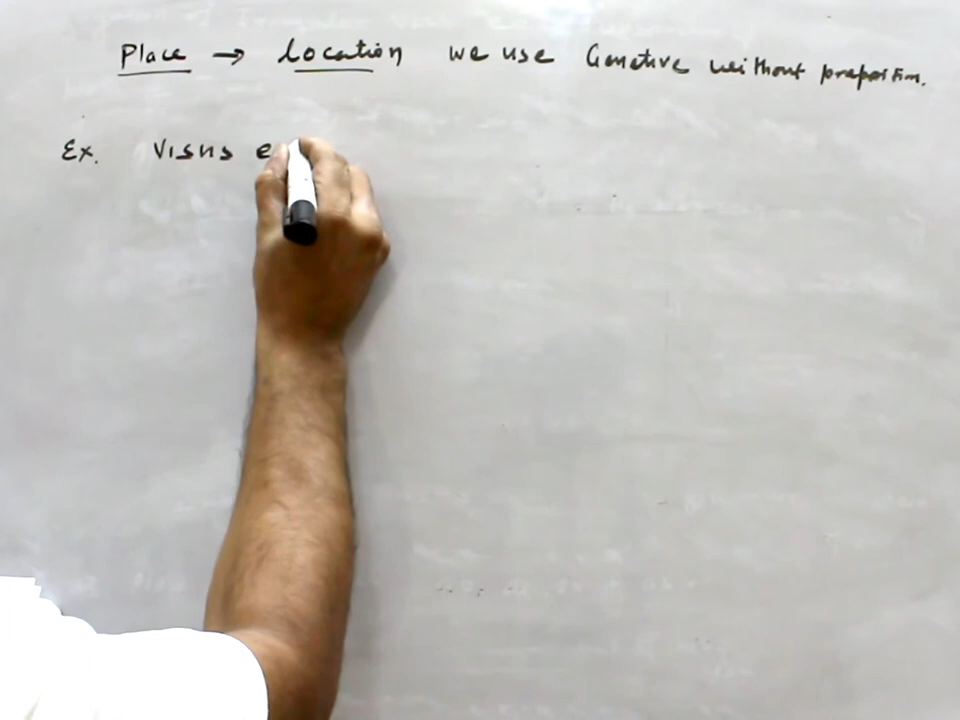 Place → Location we use Genetive without preposition.
Ex. Visus e